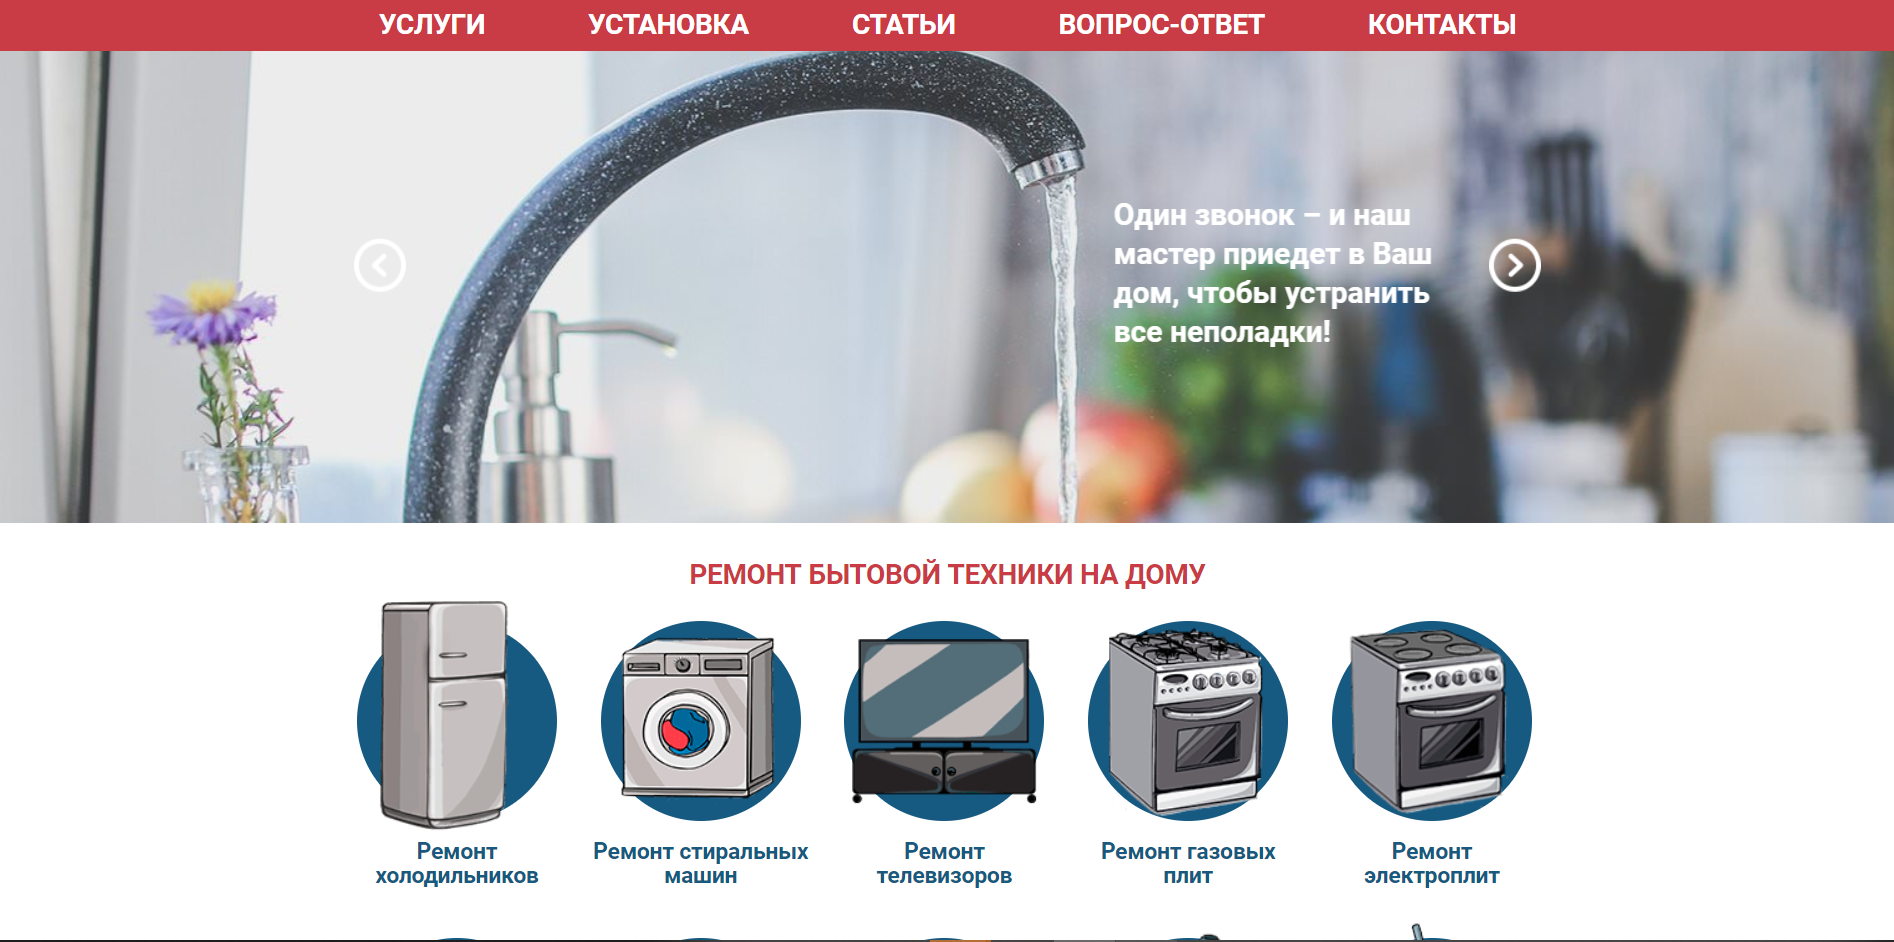 УСЛУГИ УСТАНОВКА СТАТЬИ ВОПРОС-ОТВЕТ КОНТАКТЫ
Один звонок – и наш
мастер приедет в Ваш
дом, чтобы устранить
все неполадки!
РЕМОНТ БЫТОВОЙ ТЕХНИКИ НА ДОМУ
Ремонт
холодильников
Ремонт стиральных
машин
Ремонт
телевизоров
Ремонт газовых
плит
Ремонт
электроплит